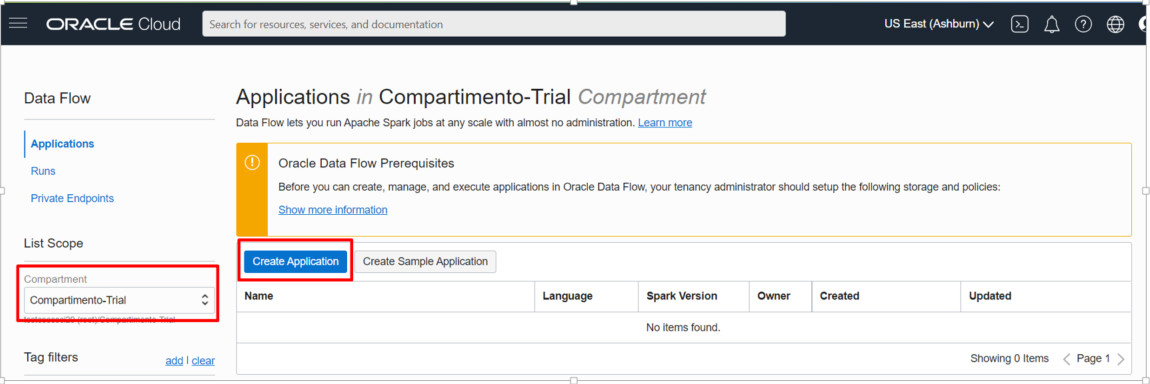 ORACLE Cloud
Search for resources, services, and documentation
US East (Ashburn)
Data Flow
Applications
Runs
Private Endpoints
List Scope
Compartment
Compartimento-Trial
(root)/Compartimento-Trial
Tag filters
add | clear
Applications in Compartimento-Trial Compartment
Data Flow lets you run Apache Spark jobs at any scale with almost no administration. Learn more
Oracle Data Flow Prerequisites
Before you can create, manage, and execute applications in Oracle Data Flow, your tenancy administrator should setup the following storage and policies:
Show more information
Create Application
Create Sample Application
Name Language Spark Version Owner Created Updated
No items found.
Showing 0 Items
Page 1